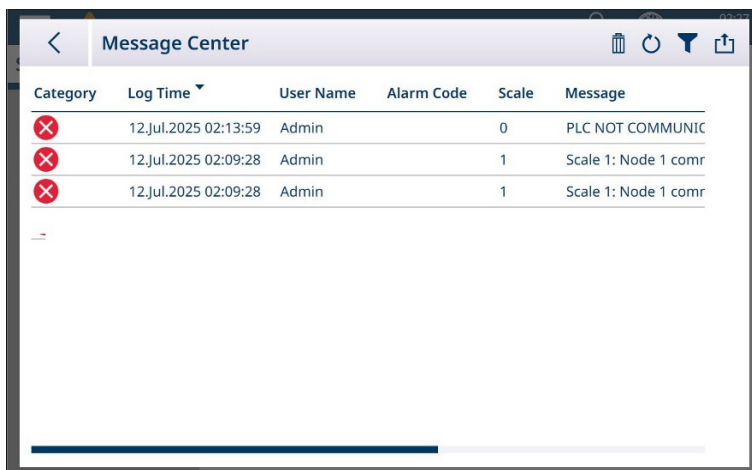 Message Center
Category Log Time User Name Alarm Code Scale Message
12.Jul.2025 02:13:59 Admin 0 PLC NOT COMMUNIC
12.Jul.2025 02:09:28 Admin 1 Scale 1: Node 1 comr
12.Jul.2025 02:09:28 Admin 1 Scale 1: Node 1 comr